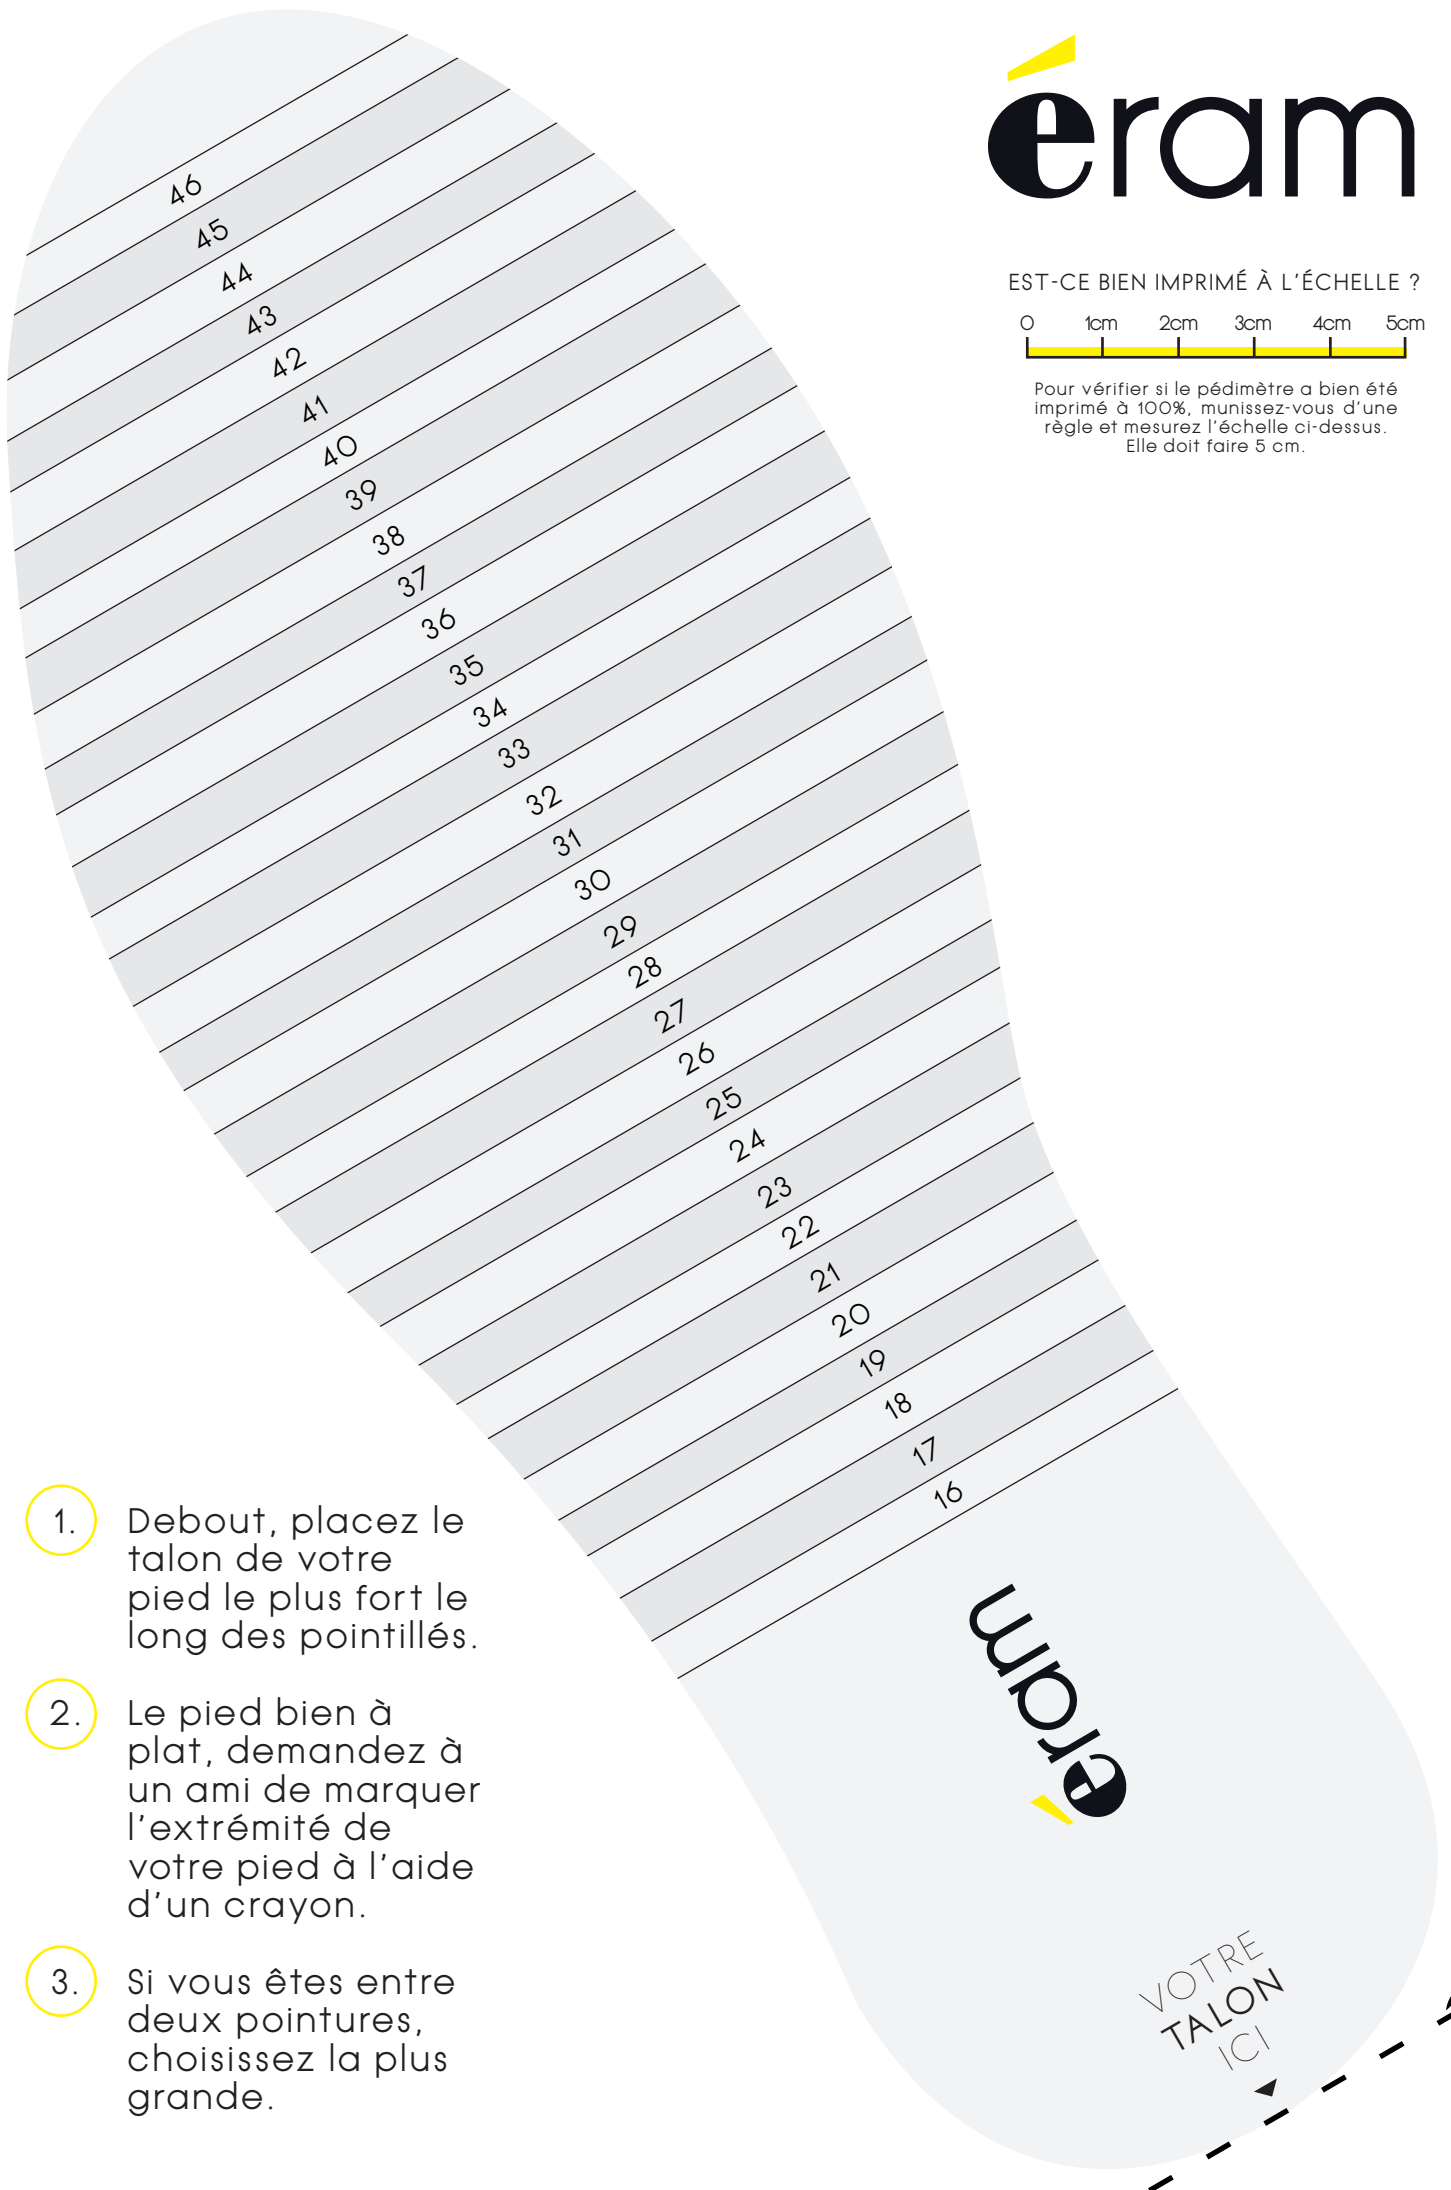 éram
EST-CE BIEN IMPRIMÉ À L'ÉCHELLE ?
0 1cm 2cm 3cm 4cm 5cm
Pour vérifier si le pédimètre a bien été
imprimé à 100%, munissez-vous d'une
règle et mesurez l'échelle ci-dessus.
Elle doit faire 5 cm.
46
45
44
43
42
41
40
39
38
37
36
35
34
33
32
31
30
29
28
27
26
25
24
23
22
21
20
19
18
17
16
éram
VOTRE
TALON
ICI
1. Debout, placez le
talon de votre
pied le plus fort le
long des pointillés.
2. Le pied bien à
plat, demandez à
un ami de marquer
l'extrémité de
votre pied à l'aide
d'un crayon.
3. Si vous êtes entre
deux pointures,
choisissez la plus
grande.